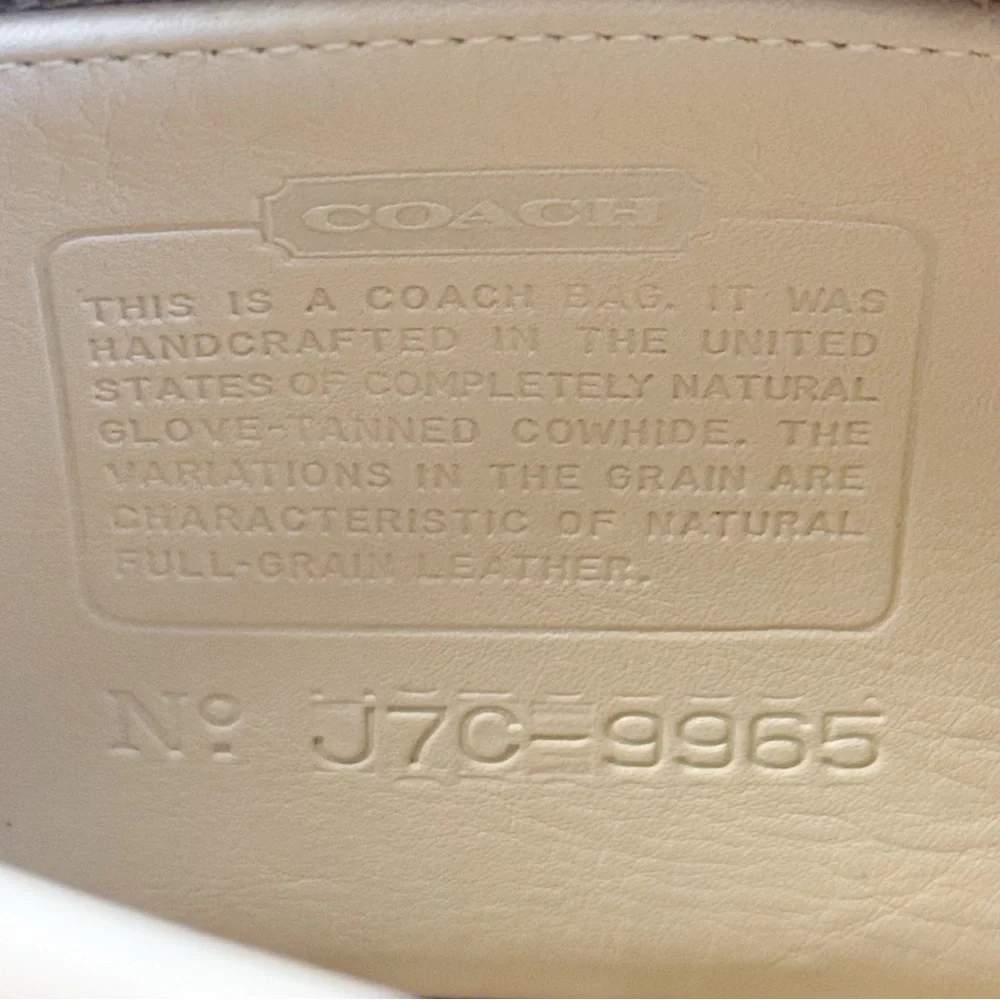 COACH
THIS IS A COACH BAG. IT WAS
HANDCRAFTED IN THE UNITED
STATES OF COMPLETELY NATURAL
GLOVE-TANNED COWHIDE. THE
VARIATIONS IN THE GRAIN ARE
CHARACTERISTIC OF NATURAL
FULL-GRAIN LEATHER.
Nº J7C-9965